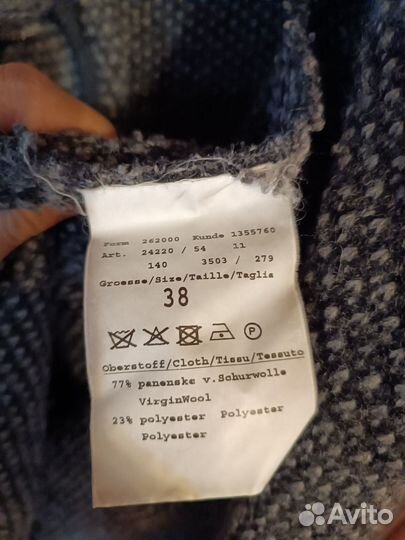 Form 262000 Kunde 1355760
Art. 24220 / 54 11
140 3503 / 279
Groesse/Size/Taille/Taglia
38
P
Oberstoff/Cloth/Tissu/Tessuto
77% panenske v.Schurwolle
VirginWool
23% polyester Polyester
Polyester
Avito